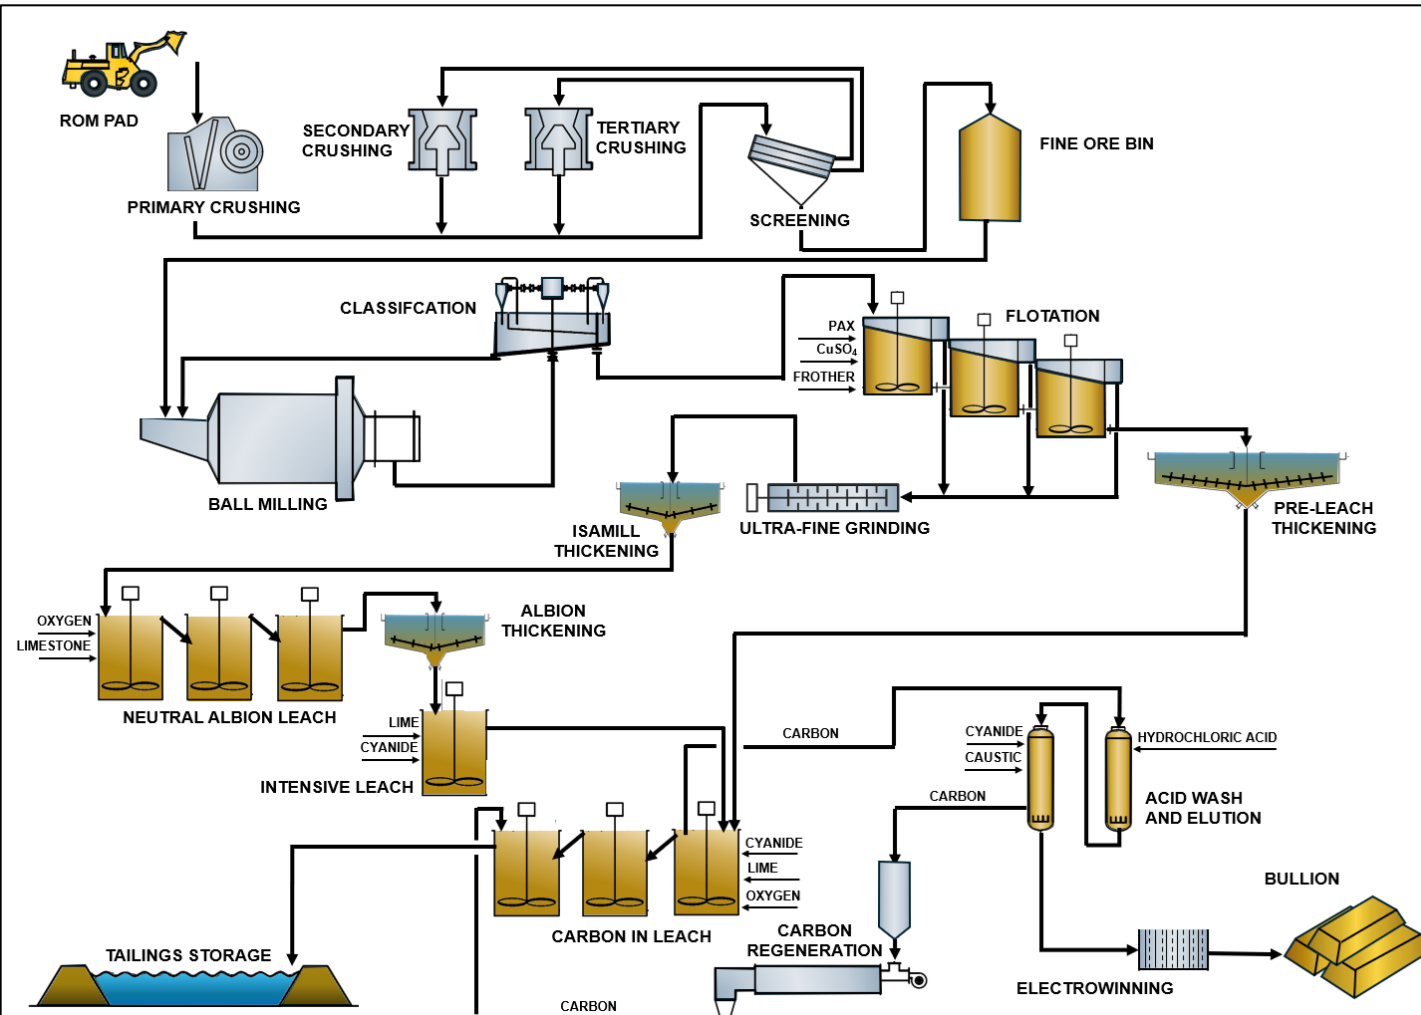 ROM PAD
PRIMARY CRUSHING
SECONDARY
CRUSHING
TERTIARY
CRUSHING
SCREENING
FINE ORE BIN
CLASSIFCATION
BALL MILLING
PAX
CuSO₄
FROTHER
FLOTATION
ISAMILL
THICKENING
ULTRA-FINE GRINDING
PRE-LEACH
THICKENING
OXYGEN
LIMESTONE
NEUTRAL ALBION LEACH
ALBION
THICKENING
LIME
CYANIDE
INTENSIVE LEACH
CARBON
CYANIDE
CAUSTIC
HYDROCHLORIC ACID
CARBON
ACID WASH
AND ELUTION
CYANIDE
LIME
OXYGEN
CARBON IN LEACH
CARBON
REGENERATION
BULLION
TAILINGS STORAGE
ELECTROWINNING
CARBON